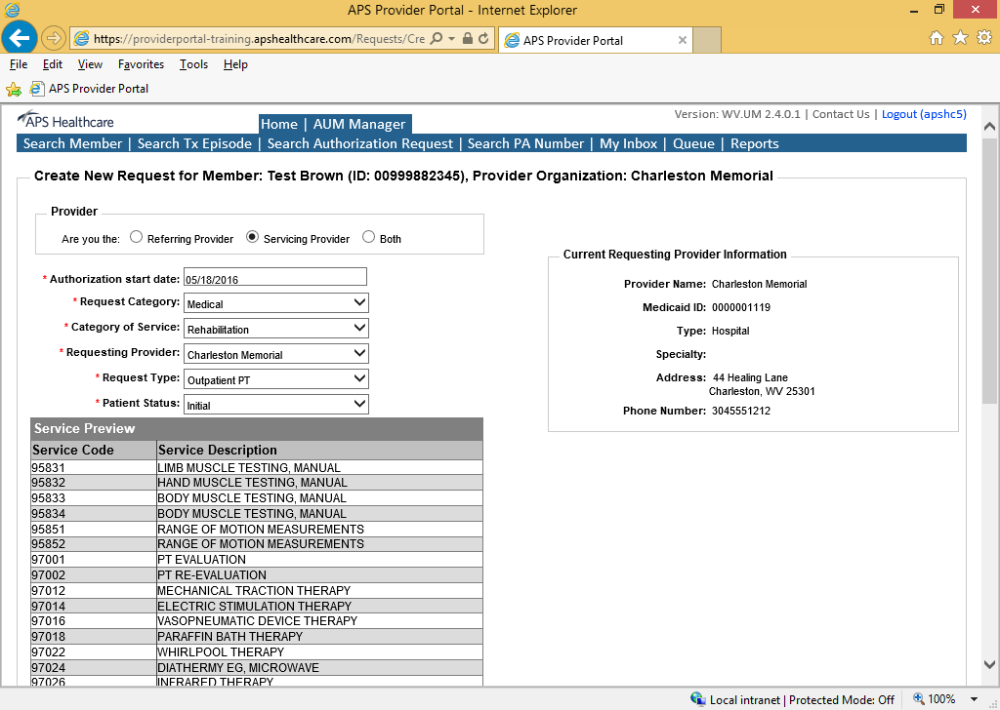 APS Provider Portal - Internet Explorer
https://providerportal-training.apshealthcare.com/Requests/Cre
APS Provider Portal
File Edit View Favorites Tools Help
APS Provider Portal
APS Healthcare
Home | AUM Manager
Version: WV.UM 2.4.0.1 | Contact Us | Logout (apshc5)
Search Member | Search Tx Episode | Search Authorization Request | Search PA Number | My Inbox | Queue | Reports
Create New Request for Member: Test Brown (ID: 00999882345), Provider Organization: Charleston Memorial
Provider
Are you the: Referring Provider Servicing Provider Both
* Authorization start date: 05/18/2016
* Request Category: Medical
* Category of Service: Rehabilitation
* Requesting Provider: Charleston Memorial
* Request Type: Outpatient PT
* Patient Status: Initial
Current Requesting Provider Information
Provider Name: Charleston Memorial
Medicaid ID: 0000001119
Type: Hospital
Specialty:
Address: 44 Healing Lane
Charleston, WV 25301
Phone Number: 3045551212
Service Preview
Service Code Service Description
95831 LIMB MUSCLE TESTING, MANUAL
95832 HAND MUSCLE TESTING, MANUAL
95833 BODY MUSCLE TESTING, MANUAL
95834 BODY MUSCLE TESTING, MANUAL
95851 RANGE OF MOTION MEASUREMENTS
95852 RANGE OF MOTION MEASUREMENTS
97001 PT EVALUATION
97002 PT RE-EVALUATION
97012 MECHANICAL TRACTION THERAPY
97014 ELECTRIC STIMULATION THERAPY
97016 VASOPNEUMATIC DEVICE THERAPY
97018 PARAFFIN BATH THERAPY
97022 WHIRLPOOL THERAPY
97024 DIATHERMY EG, MICROWAVE
97026 INFRARED THERAPY
Local intranet | Protected Mode: Off
100%